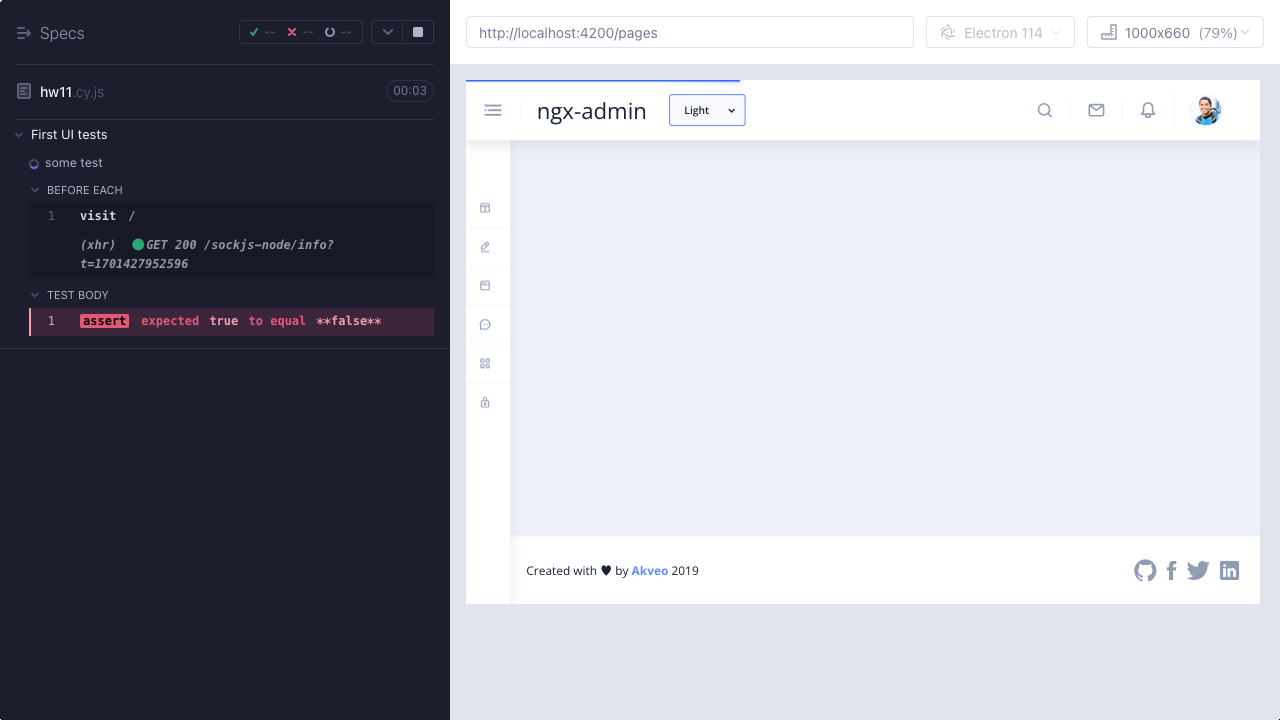 Specs
-- -- --
hw11.cy.js 00:03
First UI tests
some test
BEFORE EACH
1 visit /
(xhr) GET 200 /sockjs-node/info?
t=1701427952596
TEST BODY
1 assert expected true to equal **false**
http://localhost:4200/pages
Electron 114
1000x660 (79%)
ngx-admin Light
Created with ♥ by Akveo 2019